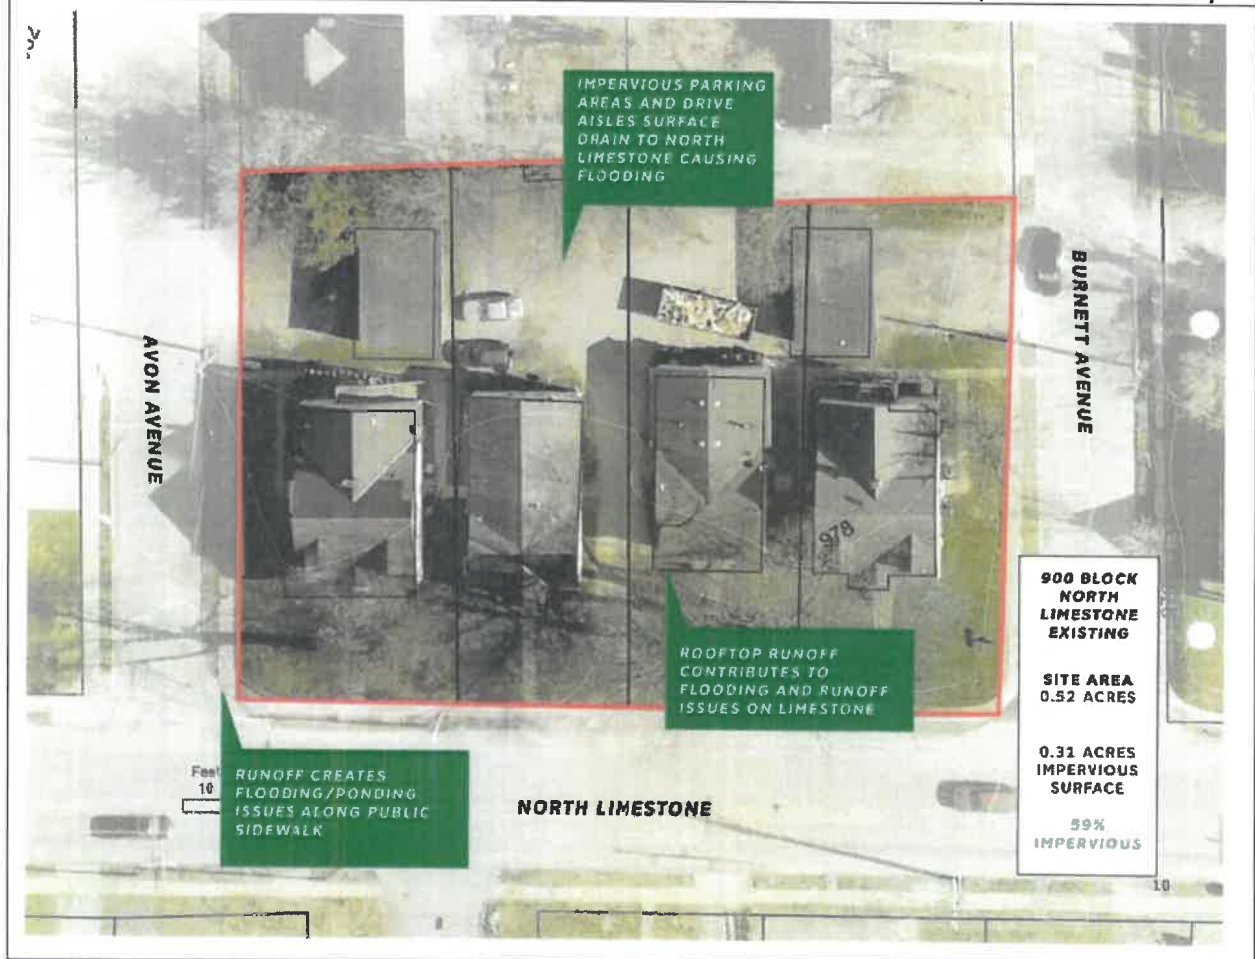 IMPERVIOUS PARKING
AREAS AND DRIVE
AISLES SURFACE
DRAIN TO NORTH
LIMESTONE CAUSING
FLOODING
AVON AVENUE
BURNETT AVENUE
978
900 BLOCK
NORTH
LIMESTONE
EXISTING
SITE AREA
0.52 ACRES
0.31 ACRES
IMPERVIOUS
SURFACE
59%
IMPERVIOUS
ROOFTOP RUNOFF
CONTRIBUTES TO
FLOODING AND RUNOFF
ISSUES ON LIMESTONE
Feet
10
RUNOFF CREATES
FLOODING/PONDING
ISSUES ALONG PUBLIC
SIDEWALK
NORTH LIMESTONE
10